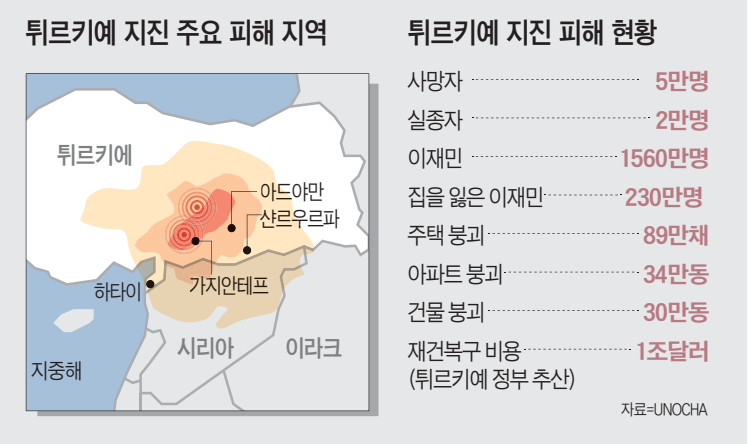 튀르키예 지진 주요 피해 지역
튀르키에
아드야만
샨르우르파
하타이
가지안테프
시리아
이라크
지중해
튀르키예 지진 피해 현황
사망자 5만명
실종자 2만명
이재민 1560만명
집을 잃은 이재민 230만명
주택 붕괴 89만채
아파트 붕괴 34만동
건물 붕괴 30만동
재건복구 비용 1조달러
(튀르키예 정부 추산)
자료=UNOCHA